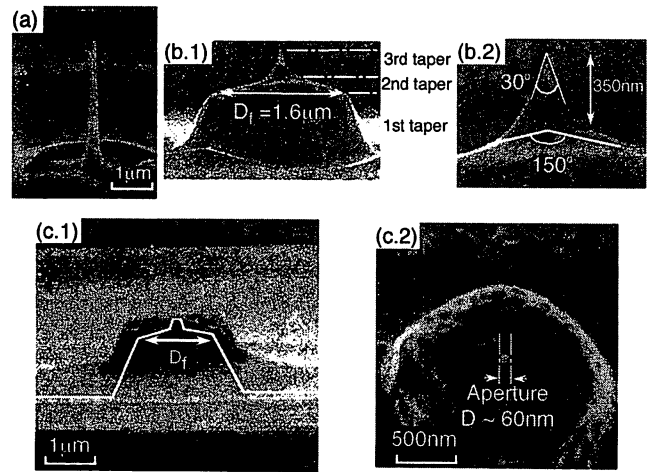 (a)
1μm
(b.1)
3rd taper
2nd taper
D_f =1.6μm
1st taper
(b.2)
30°
350nm
150°
(c.1)
D_f
1μm
(c.2)
Aperture
D ~ 60nm
500nm